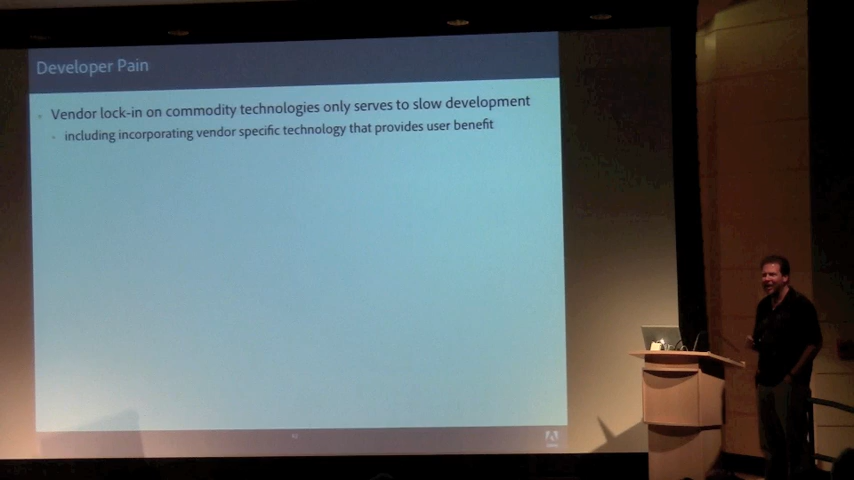 Developer Pain
Vendor lock-in on commodity technologies only serves to slow development
including incorporating vendor specific technology that provides user benefit